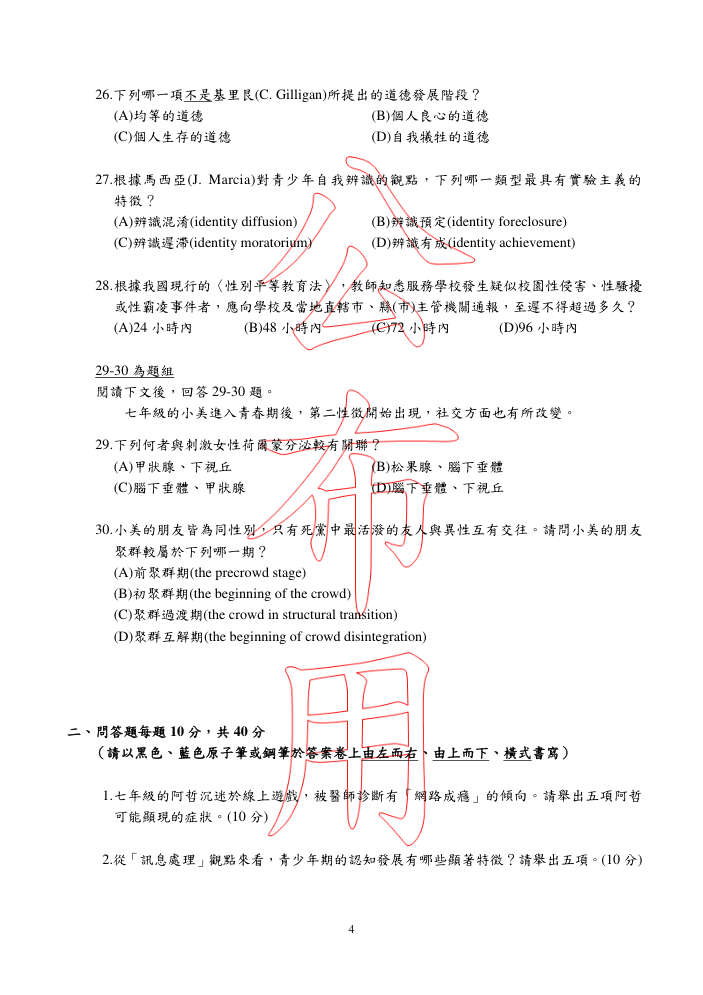 26.下列哪一項不是基里艮(C. Gilligan)所提出的道德發展階段？
(A)均等的道德 (B)個人良心的道德
(C)個人生存的道德 (D)自我犧牲的道德
27.根據馬西亞(J. Marcia)對青少年自我辨識的觀點，下列哪一類型最具有實驗主義的
特徵？
(A)辨識混淆(identity diffusion) (B)辨識預定(identity foreclosure)
(C)辨識遲滯(identity moratorium) (D)辨識有成(identity achievement)
28.根據我國現行的〈性別平等教育法〉，教師知悉服務學校發生疑似校園性侵害、性騷擾
或性霸凌事件者，應向學校及當地直轄市、縣(市)主管機關通報，至遲不得超過多久？
(A)24 小時內 (B)48 小時內 (C)72 小時內 (D)96 小時內
29-30 為題組
閱讀下文後，回答 29-30 題。
七年級的小美進入青春期後，第二性徵開始出現，社交方面也有所改變。
29.下列何者與刺激女性荷爾蒙分泌較有關聯？
(A)甲狀腺、下視丘 (B)松果腺、腦下垂體
(C)腦下垂體、甲狀腺 (D)腦下垂體、下視丘
30.小美的朋友皆為同性別，只有死黨中最活潑的友人與異性互有交往。請問小美的朋友
聚群較屬於下列哪一期？
(A)前聚群期(the precrowd stage)
(B)初聚群期(the beginning of the crowd)
(C)聚群過渡期(the crowd in structural transition)
(D)聚群互解期(the beginning of crowd disintegration)
二、問答題每題 10 分，共 40 分
（請以黑色、藍色原子筆或鋼筆於答案卷上由左而右、由上而下、橫式書寫）
1.七年級的阿哲沉迷於線上遊戲，被醫師診斷有「網路成癮」的傾向。請舉出五項阿哲
可能顯現的症狀。(10 分)
2.從「訊息處理」觀點來看，青少年期的認知發展有哪些顯著特徵？請舉出五項。(10 分)
4
公布用